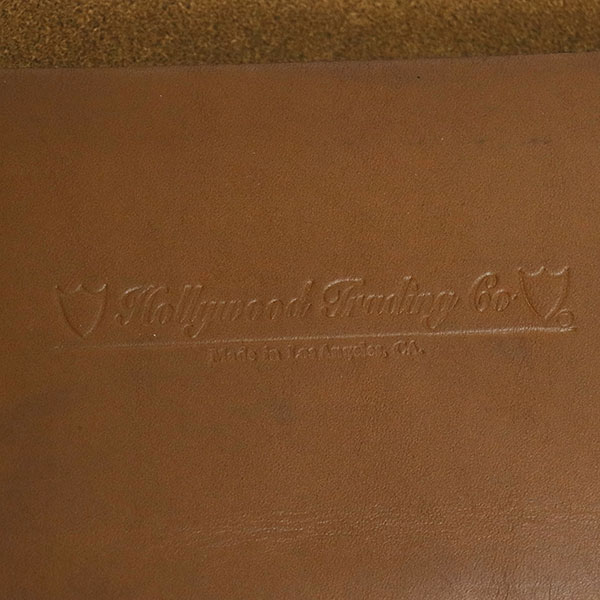 Hollywood Trading Co.
Made in Los Angeles, CA.